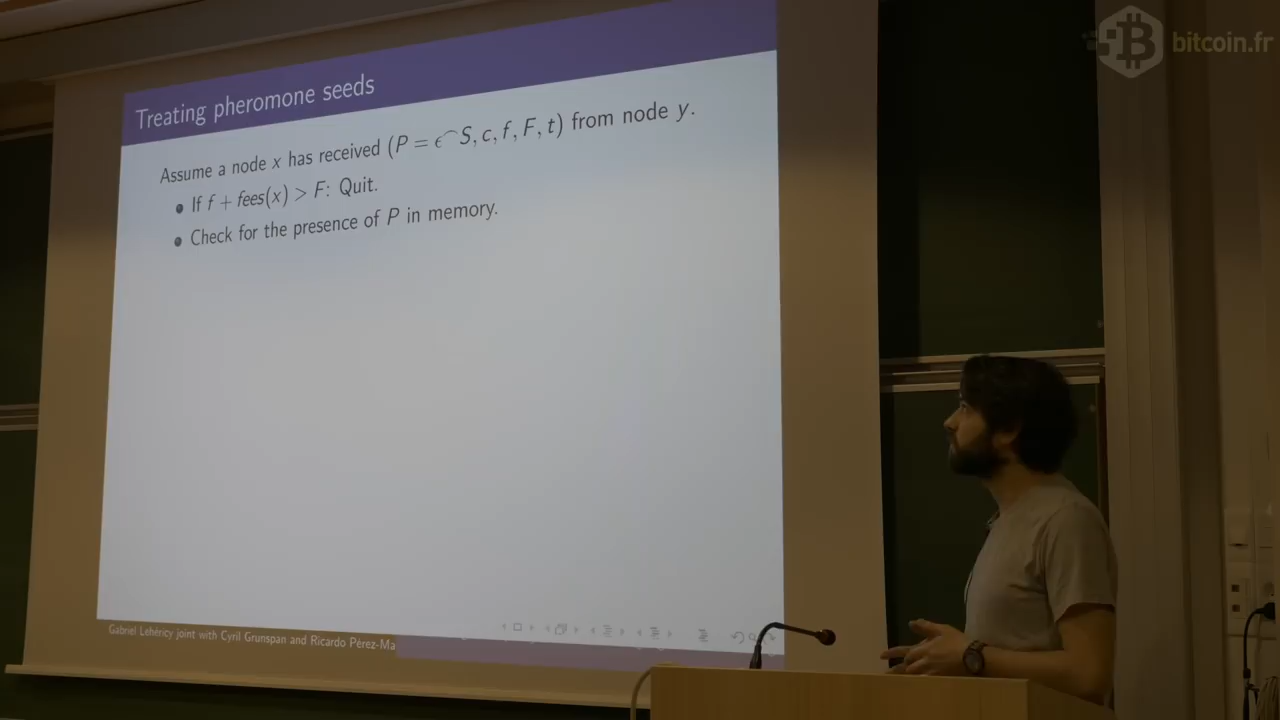 bitcoin.fr
Treating pheromone seeds
Assume a node x has received (P = ϵ⌢S, c, f, F, t) from node y.
• If f + fees(x) > F: Quit.
• Check for the presence of P in memory.
Gabriel Lehéricy joint with Cyril Grunspan and Ricardo Pérez-Ma